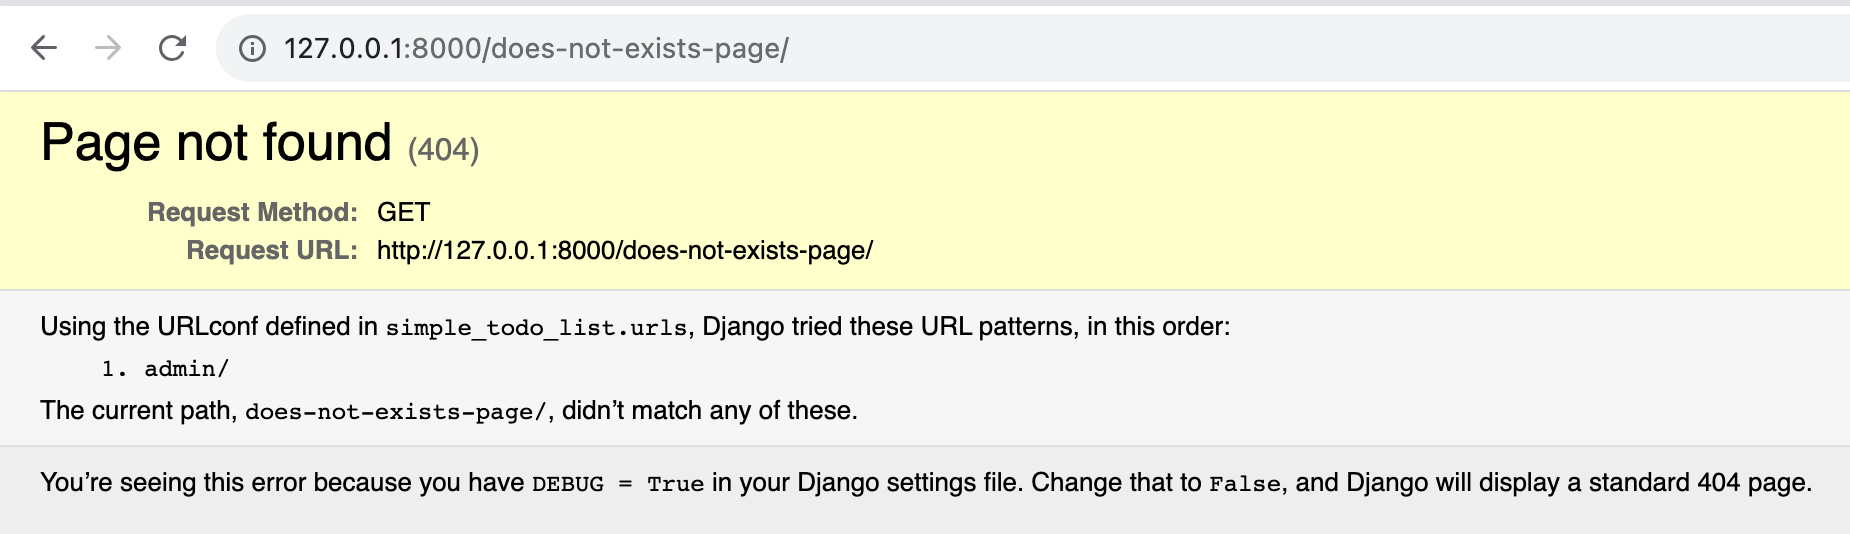 127.0.0.1:8000/does-not-exists-page/
Page not found (404)
Request Method: GET
Request URL: http://127.0.0.1:8000/does-not-exists-page/
Using the URLconf defined in simple_todo_list.urls, Django tried these URL patterns, in this order:
1. admin/
The current path, does-not-exists-page/, didn’t match any of these.
You’re seeing this error because you have DEBUG = True in your Django settings file. Change that to False, and Django will display a standard 404 page.